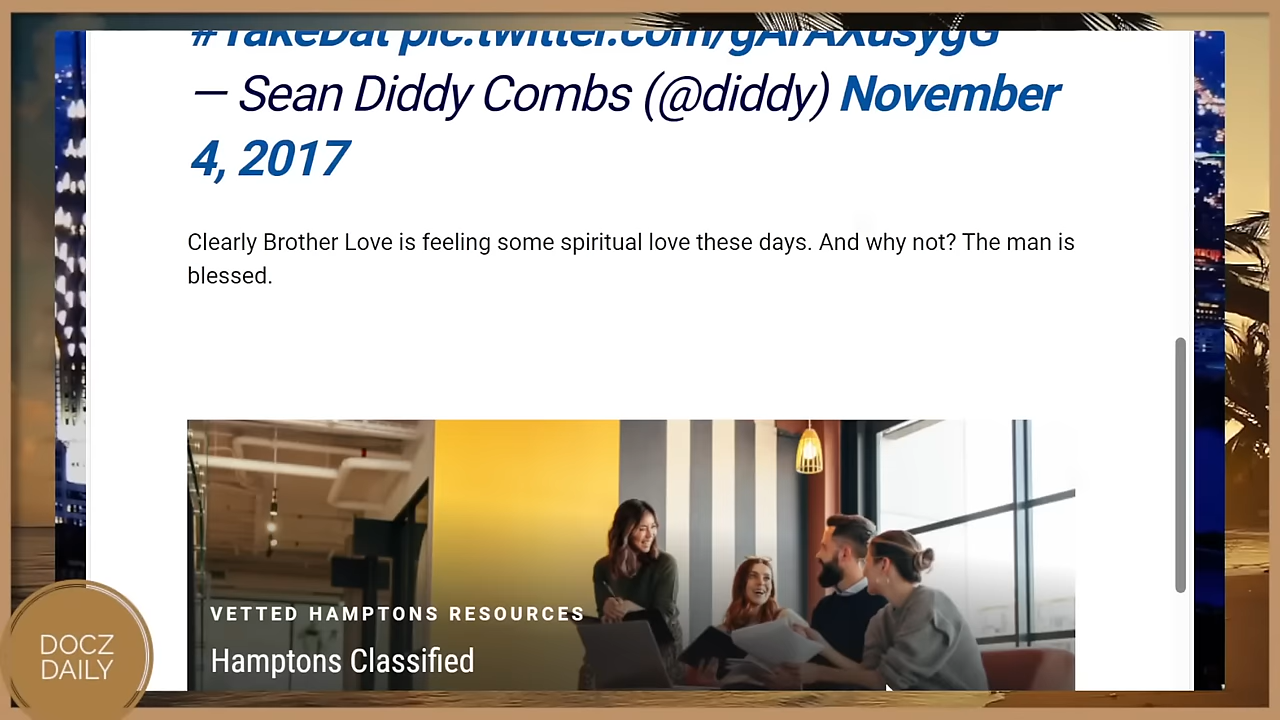 #TakeDat
— Sean Diddy Combs (@diddy) November
4, 2017
Clearly Brother Love is feeling some spiritual love these days. And why not? The man is
blessed.
VETTED HAMPTONS RESOURCES
Hamptons Classified
DOCZ
DAILY